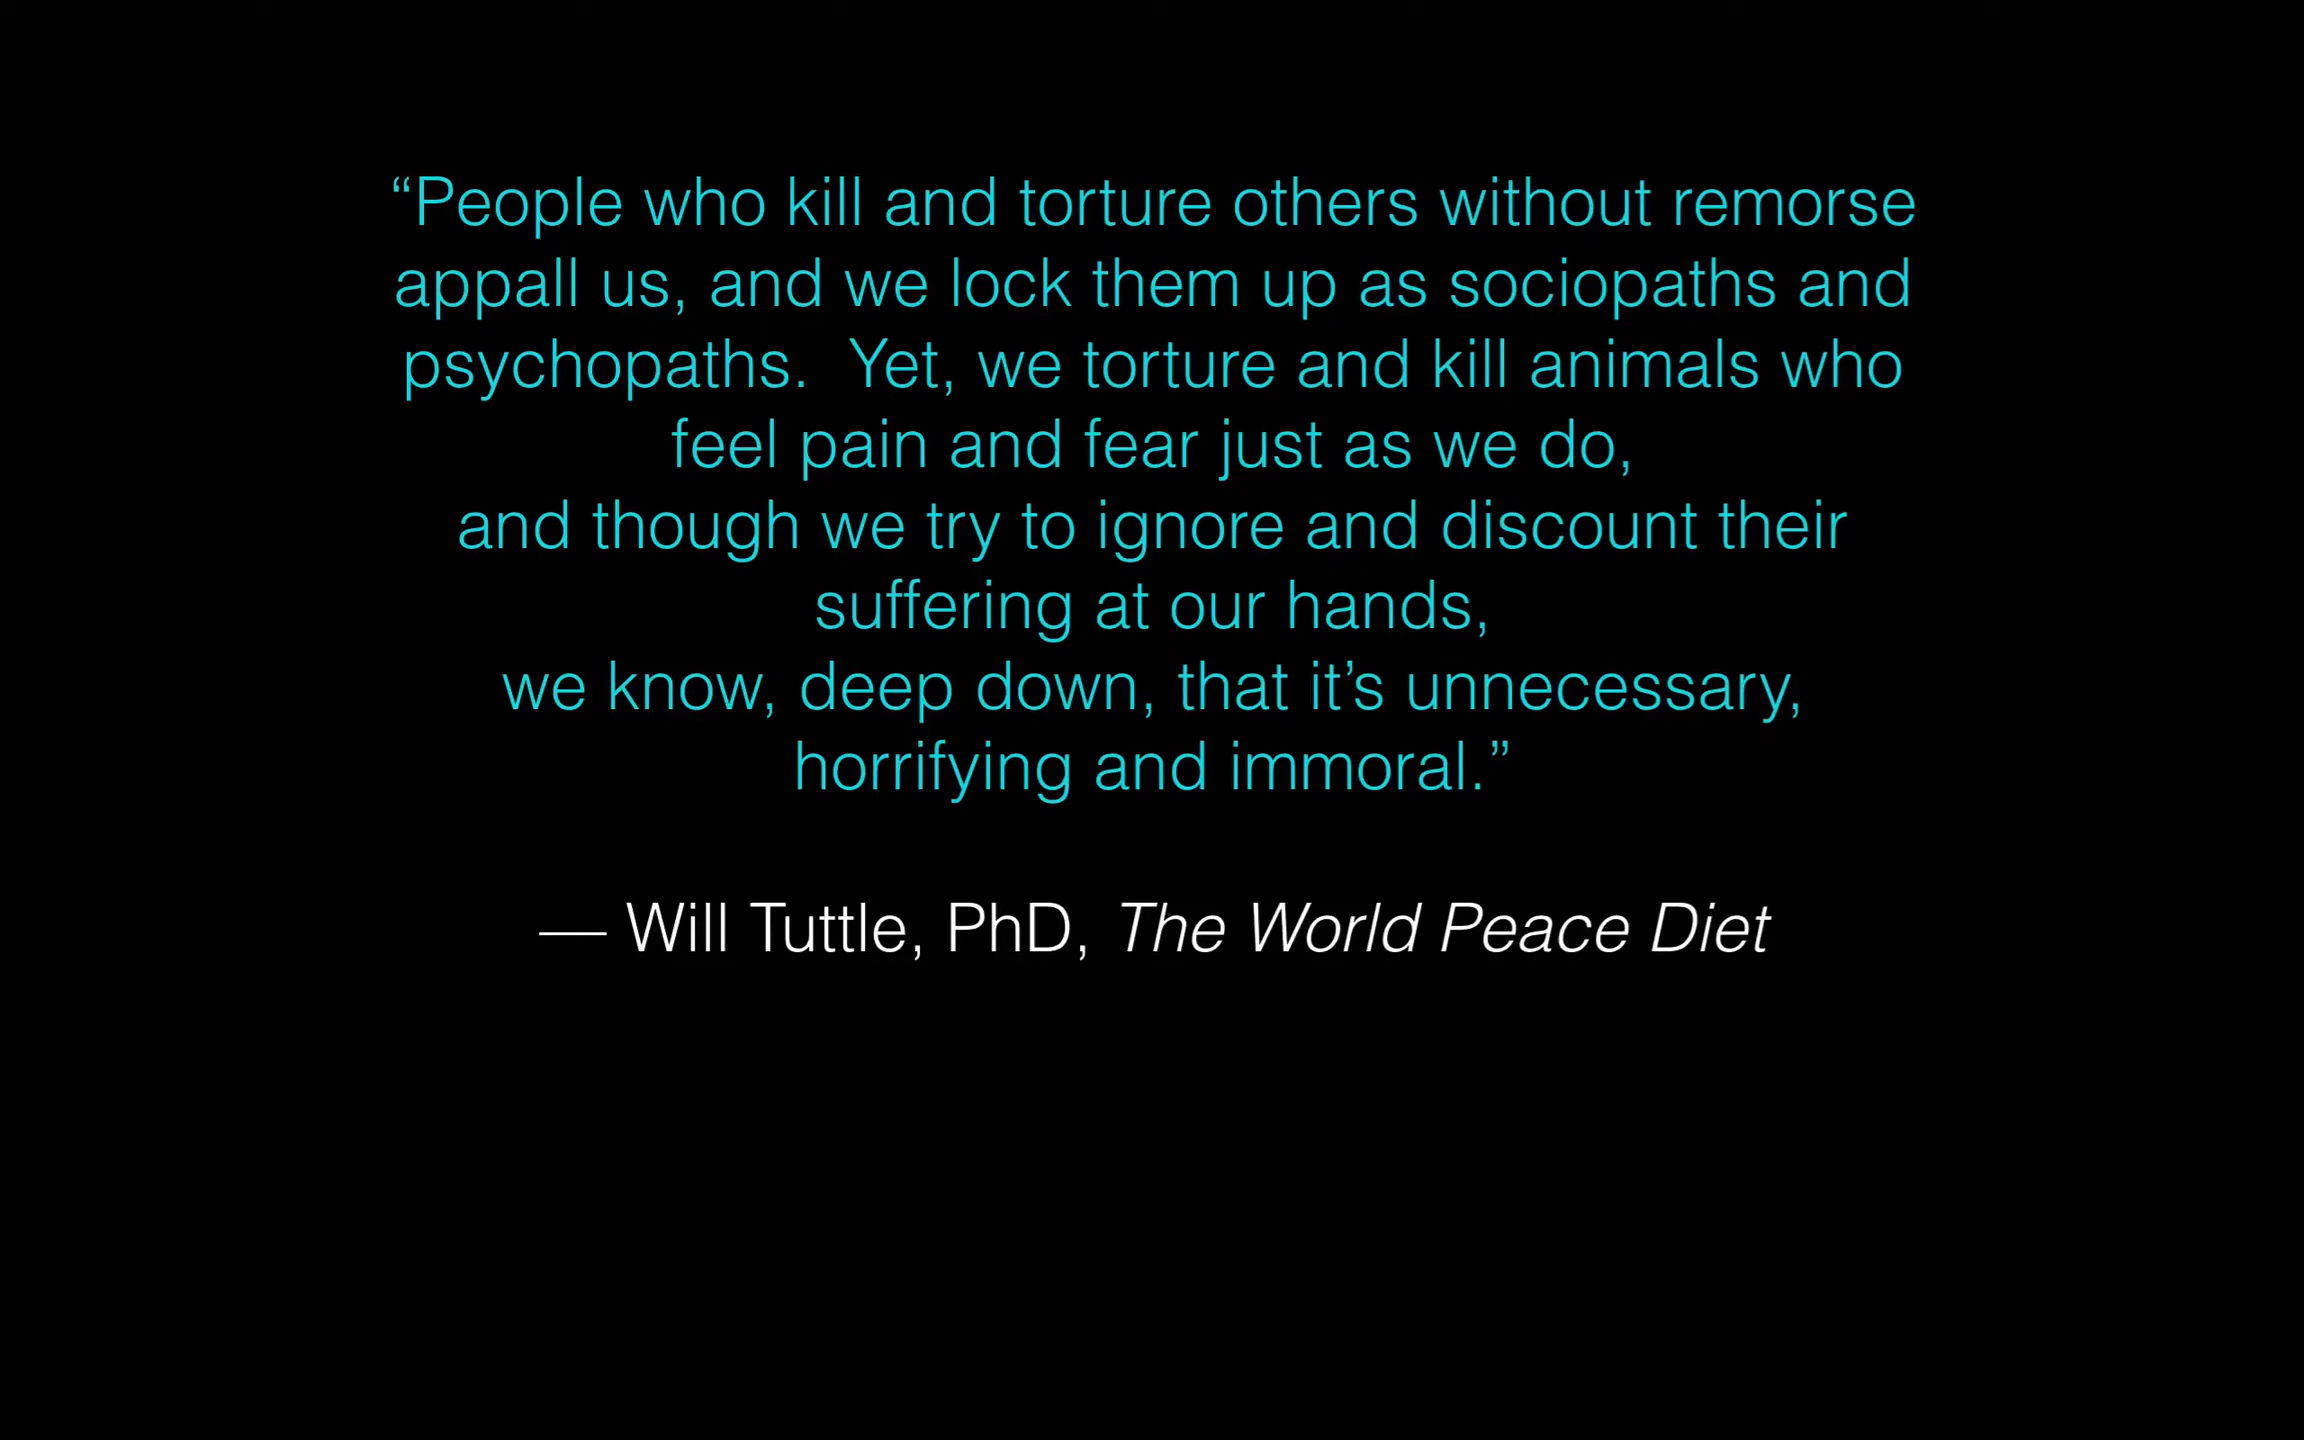 “People who kill and torture others without remorse
appall us, and we lock them up as sociopaths and
psychopaths.  Yet, we torture and kill animals who
feel pain and fear just as we do,
and though we try to ignore and discount their
suffering at our hands,
we know, deep down, that it’s unnecessary,
horrifying and immoral.”
— Will Tuttle, PhD, The World Peace Diet